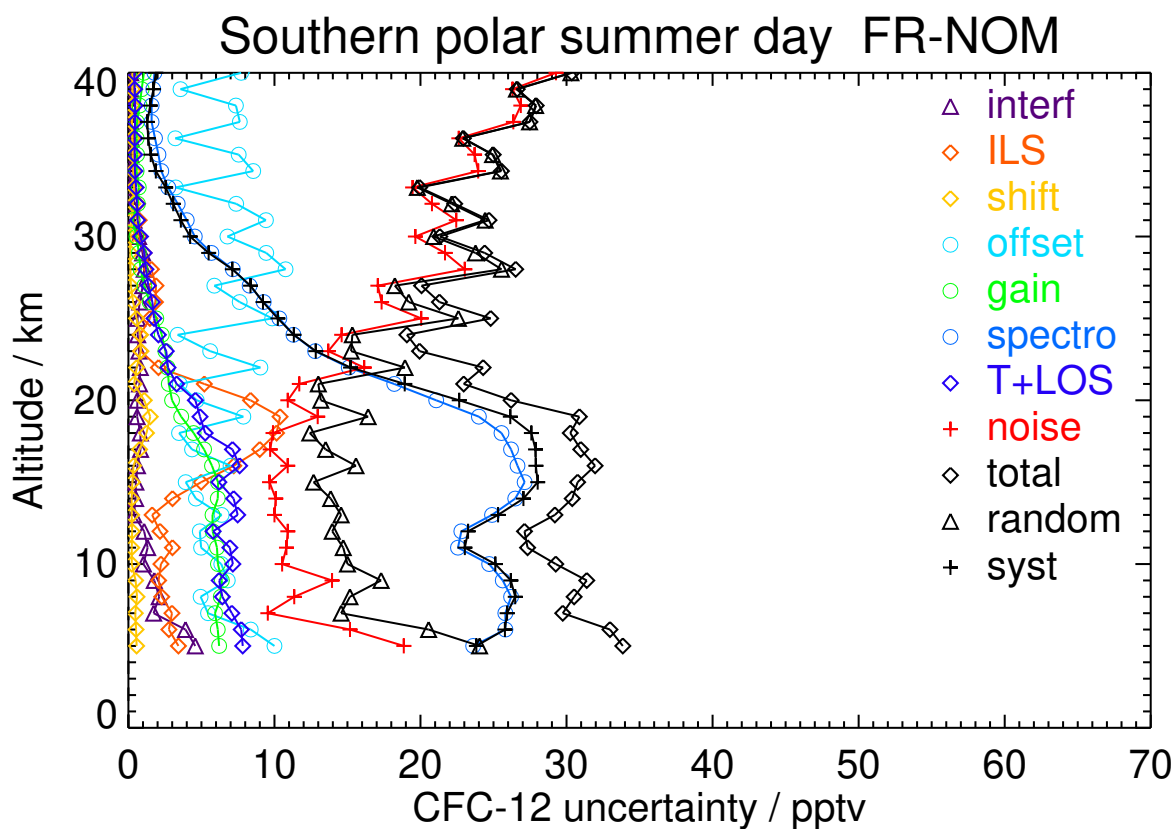 Southern polar summer day FR-NOM
40
30
20
10
0
Altitude / km
interf
ILS
shift
offset
gain
spectro
T+LOS
noise
total
random
syst
0 10 20 30 40 50 60 70
CFC-12 uncertainty / pptv